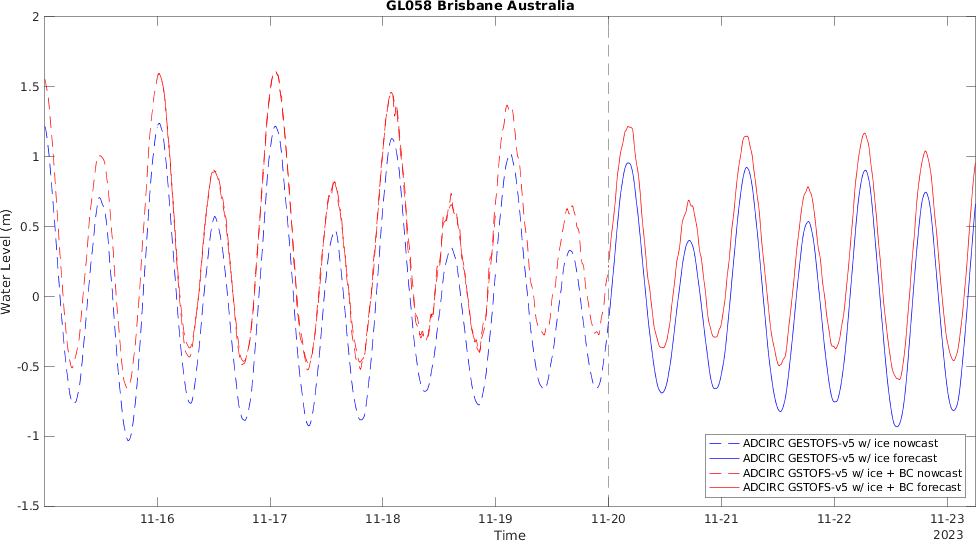 GL058 Brisbane Australia
2
1.5
1
0.5
0
-0.5
-1
-1.5
Water Level (m)
11-16 11-17 11-18 11-19 11-20 11-21 11-22 11-23
2023
Time
ADCIRC GESTOFS-v5 w/ ice nowcast
ADCIRC GESTOFS-v5 w/ ice forecast
ADCIRC GSTOFS-v5 w/ ice + BC nowcast
ADCIRC GSTOFS-v5 w/ ice + BC forecast